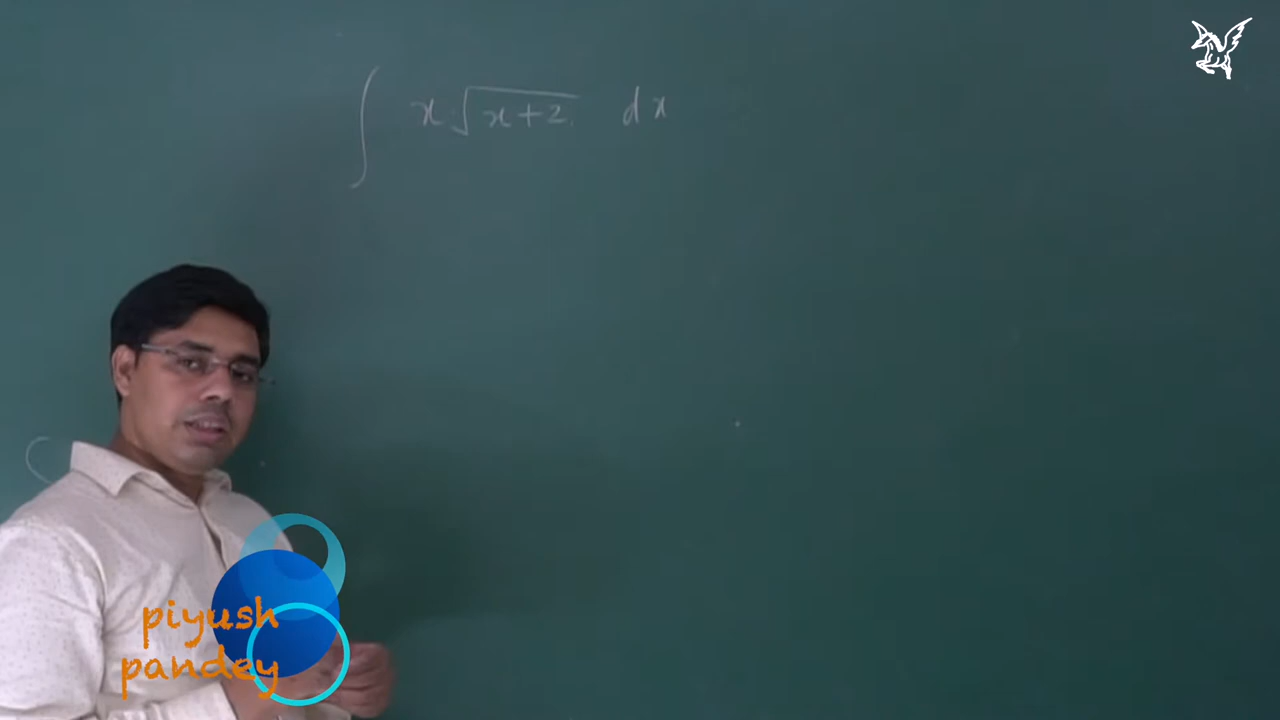 ∫ x √x+2 dx
piyush
pandey